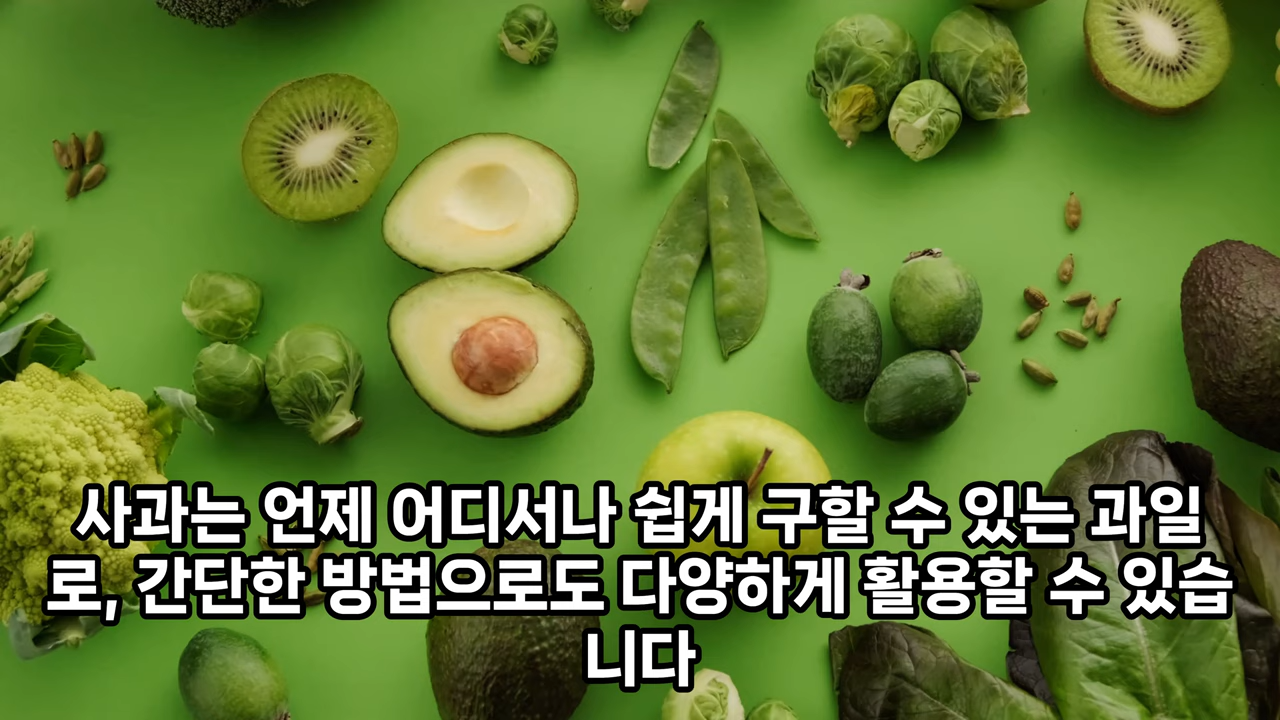 사과는 언제 어디서나 쉽게 구할 수 있는 과일
로, 간단한 방법으로도 다양하게 활용할 수 있습
니다